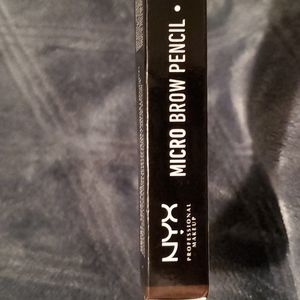 NYX
PROFESSIONAL
MAKEUP
MICRO BROW PENCIL •